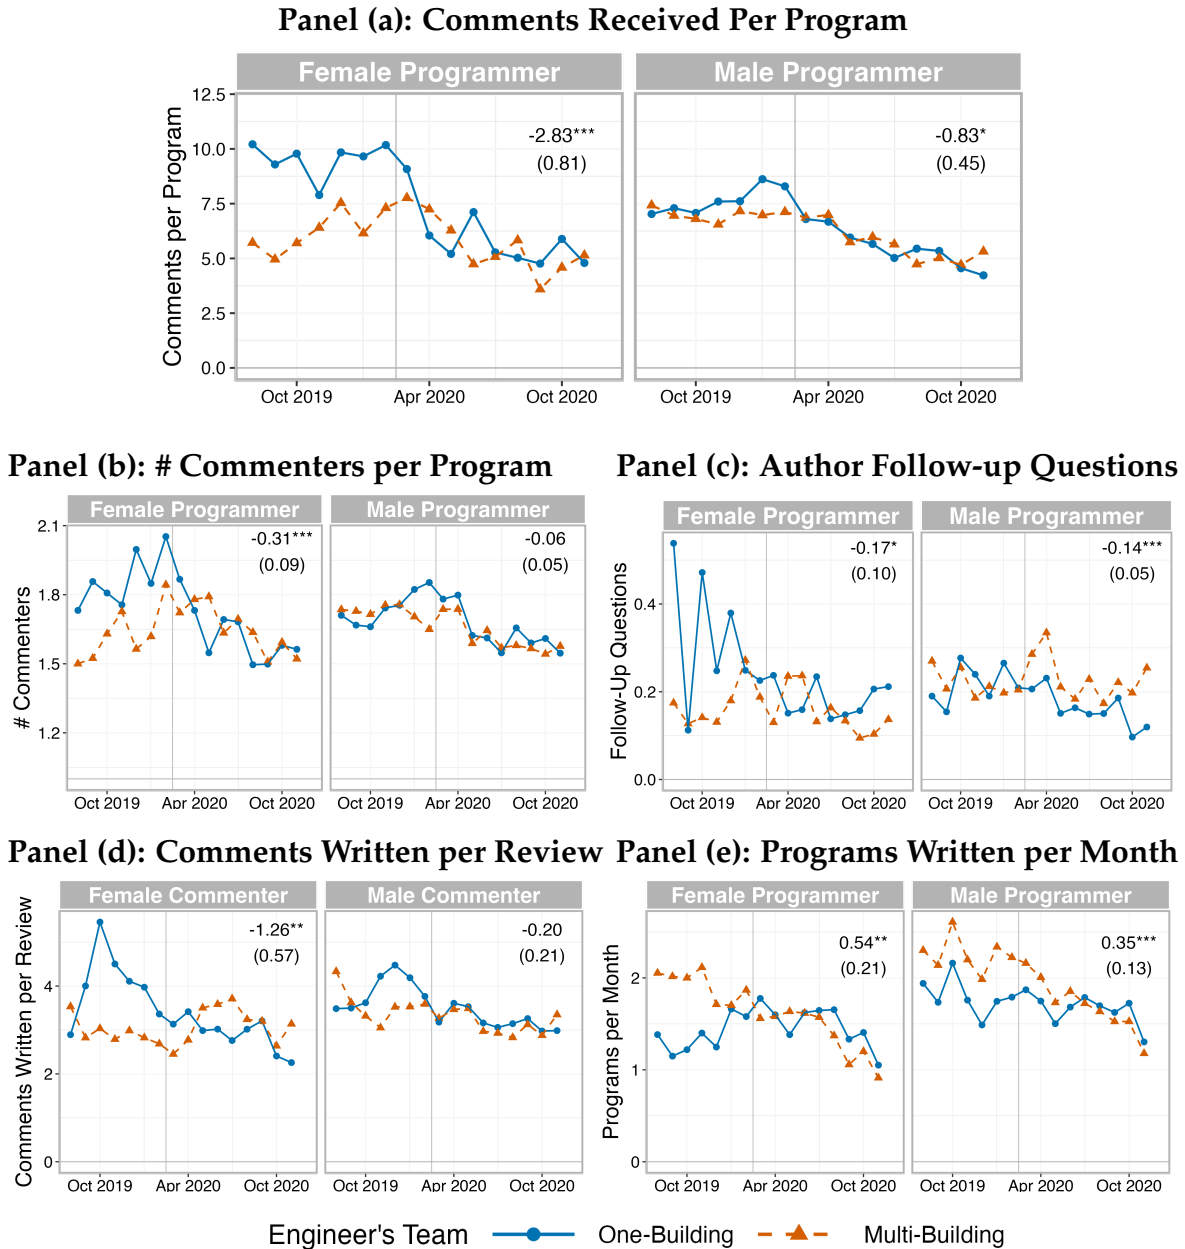 Panel (a): Comments Received Per Program
Female Programmer
Male Programmer
Comments per Program
12.5
10.0
7.5
5.0
2.5
0.0
-2.83***
(0.81)
-0.83*
(0.45)
Oct 2019 Apr 2020 Oct 2020
Oct 2019 Apr 2020 Oct 2020
Panel (b): # Commenters per Program
Female Programmer
Male Programmer
# Commenters
2.1
1.8
1.5
1.2
-0.31***
(0.09)
-0.06
(0.05)
Oct 2019 Apr 2020 Oct 2020
Oct 2019 Apr 2020 Oct 2020
Panel (c): Author Follow-up Questions
Female Programmer
Male Programmer
Follow-Up Questions
0.4
0.2
0.0
-0.17*
(0.10)
-0.14***
(0.05)
Oct 2019 Apr 2020 Oct 2020
Oct 2019 Apr 2020 Oct 2020
Panel (d): Comments Written per Review
Female Commenter
Male Commenter
Comments Written per Review
4
2
0
-1.26**
(0.57)
-0.20
(0.21)
Oct 2019 Apr 2020 Oct 2020
Oct 2019 Apr 2020 Oct 2020
Panel (e): Programs Written per Month
Female Programmer
Male Programmer
Programs per Month
2
1
0
0.54**
(0.21)
0.35***
(0.13)
Oct 2019 Apr 2020 Oct 2020
Oct 2019 Apr 2020 Oct 2020
Engineer's Team One-Building Multi-Building